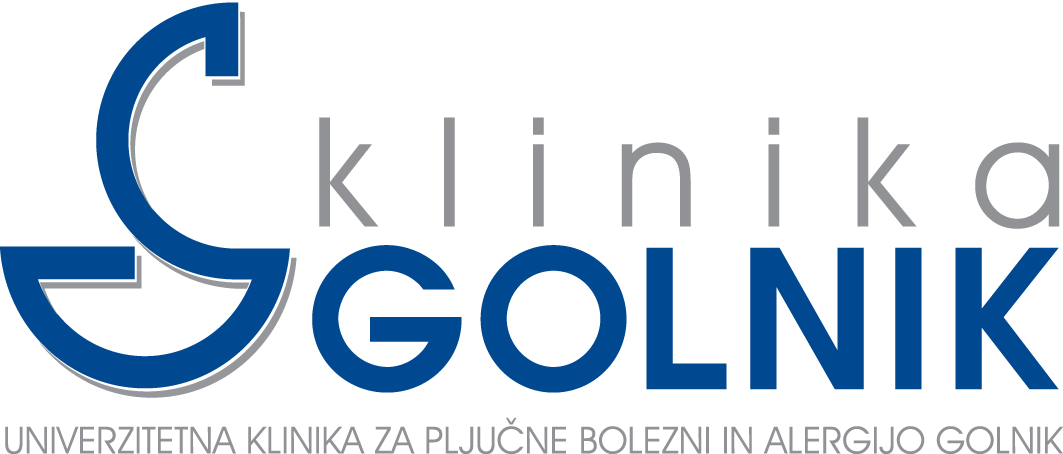 klinika
GOLNIK
UNIVERZITETNA KLINIKA ZA PLJUČNE BOLEZNI IN ALERGIJO GOLNIK